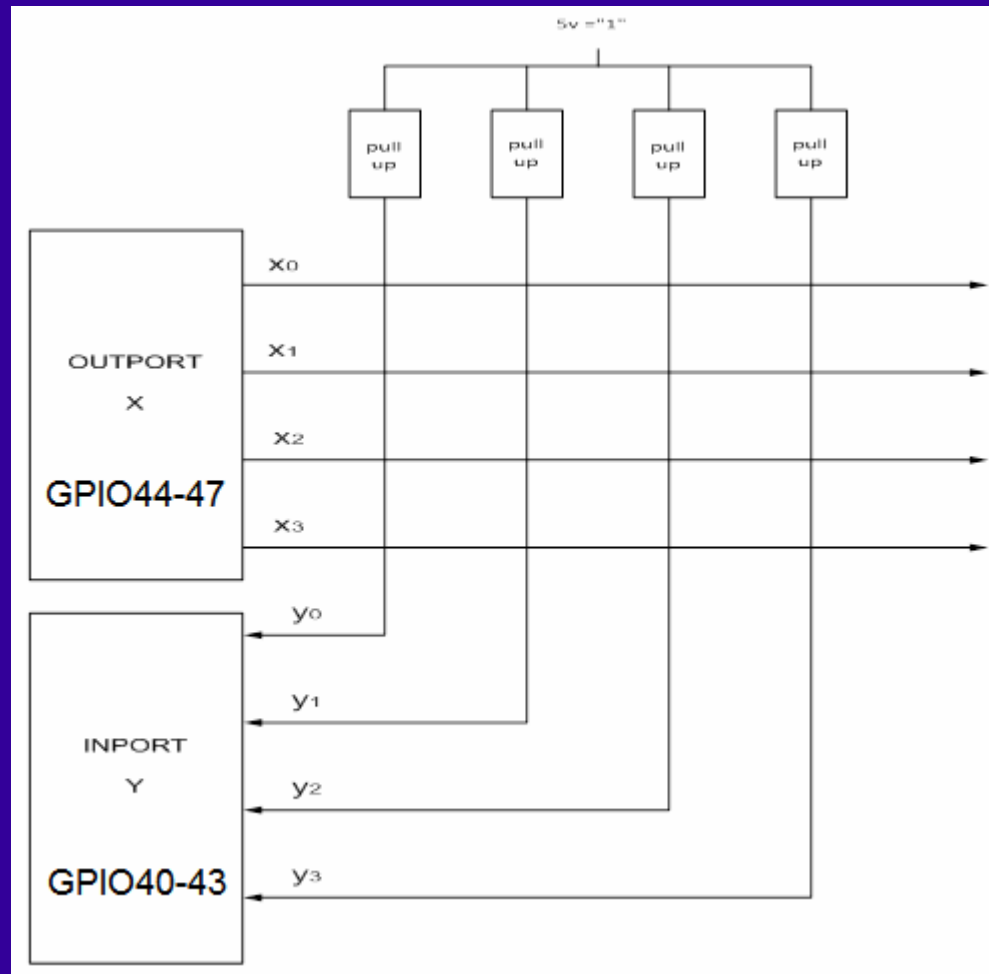 5v ="1"
pull up
pull up
pull up
pull up
x0
x1
OUTPORT
X
x2
GPIO44-47
x3
y0
y1
INPORT
Y
y2
GPIO40-43
y3